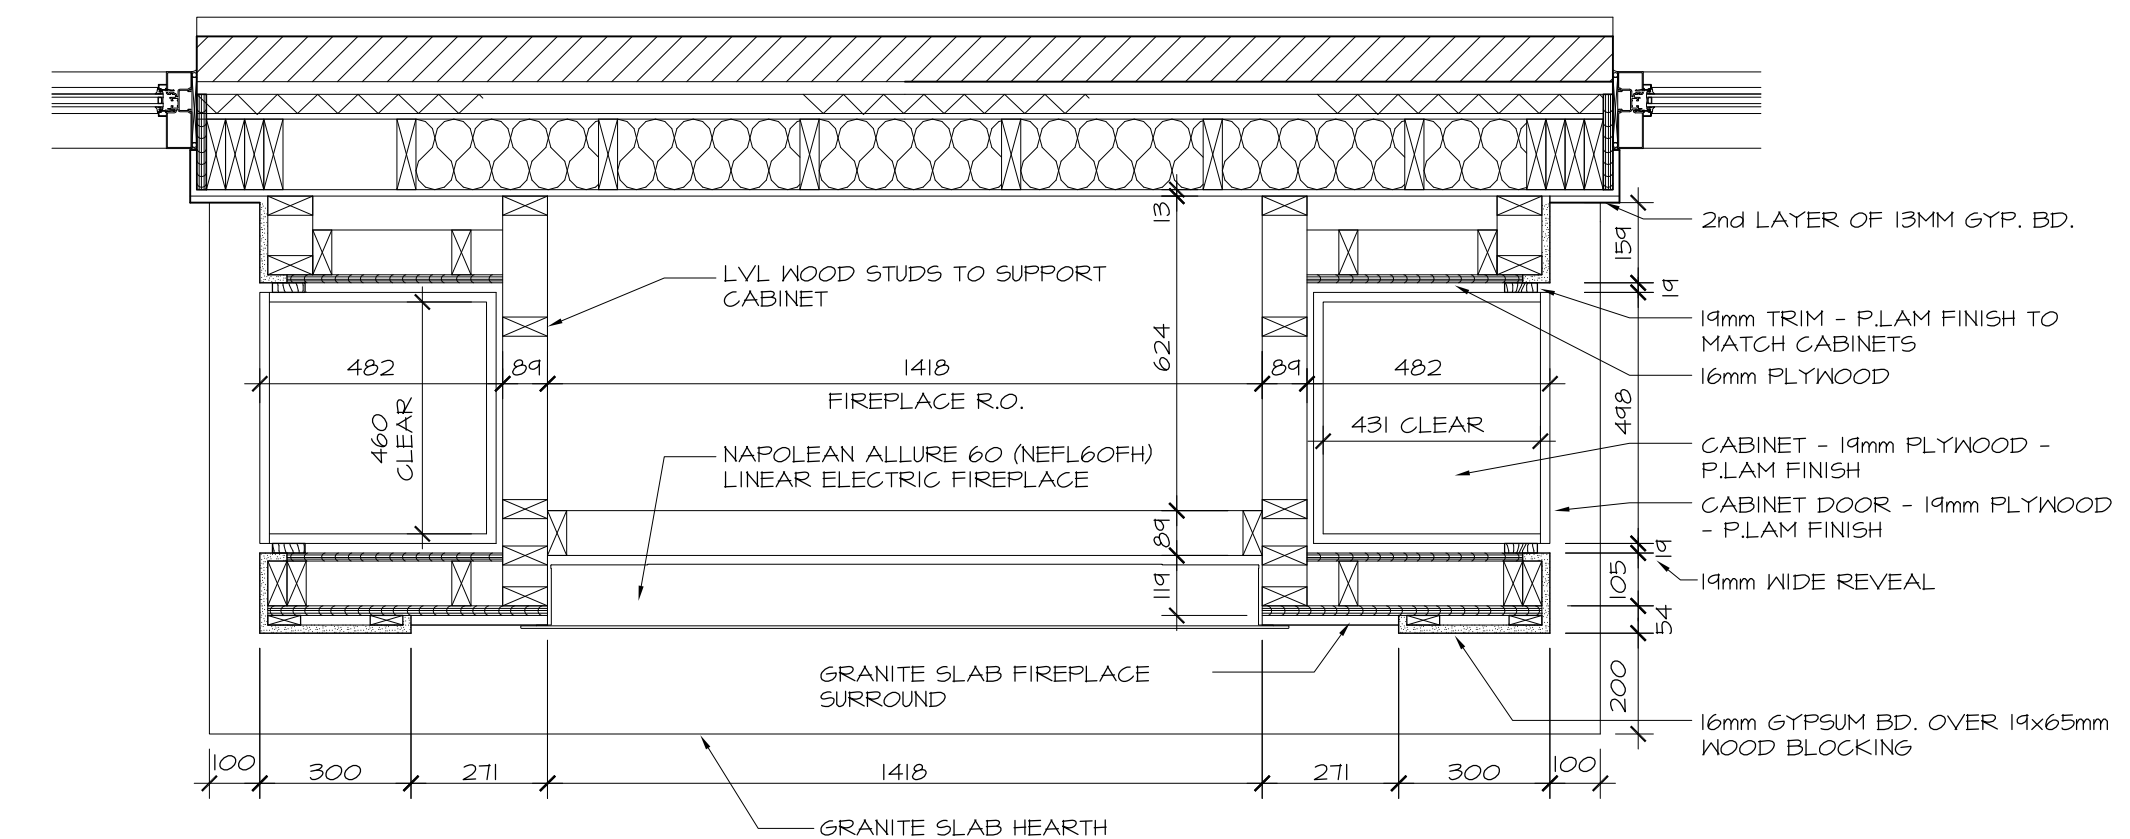 13
159
2nd LAYER OF 13MM GYP. BD.
LVL WOOD STUDS TO SUPPORT
CABINET
19
19mm TRIM - P.LAM FINISH TO
MATCH CABINETS
624
16mm PLYWOOD
482
89
1418
89
482
FIREPLACE R.O.
460
CLEAR
431 CLEAR
498
CABINET - 19mm PLYWOOD -
P.LAM FINISH
NAPOLEAN ALLURE 60 (NEFL60FH)
LINEAR ELECTRIC FIREPLACE
CABINET DOOR - 19mm PLYWOOD
- P.LAM FINISH
89
19
119
105
19mm WIDE REVEAL
54
GRANITE SLAB FIREPLACE
SURROUND
200
16mm GYPSUM BD. OVER 19x65mm
WOOD BLOCKING
100
300
271
1418
271
300
100
GRANITE SLAB HEARTH